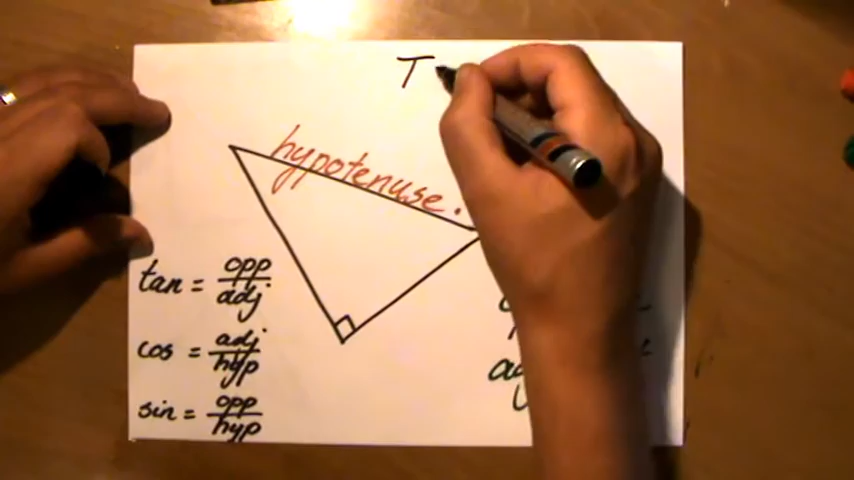 T
hypotenuse.
tan = opp/adj
cos = adj/hyp
sin = opp/hyp